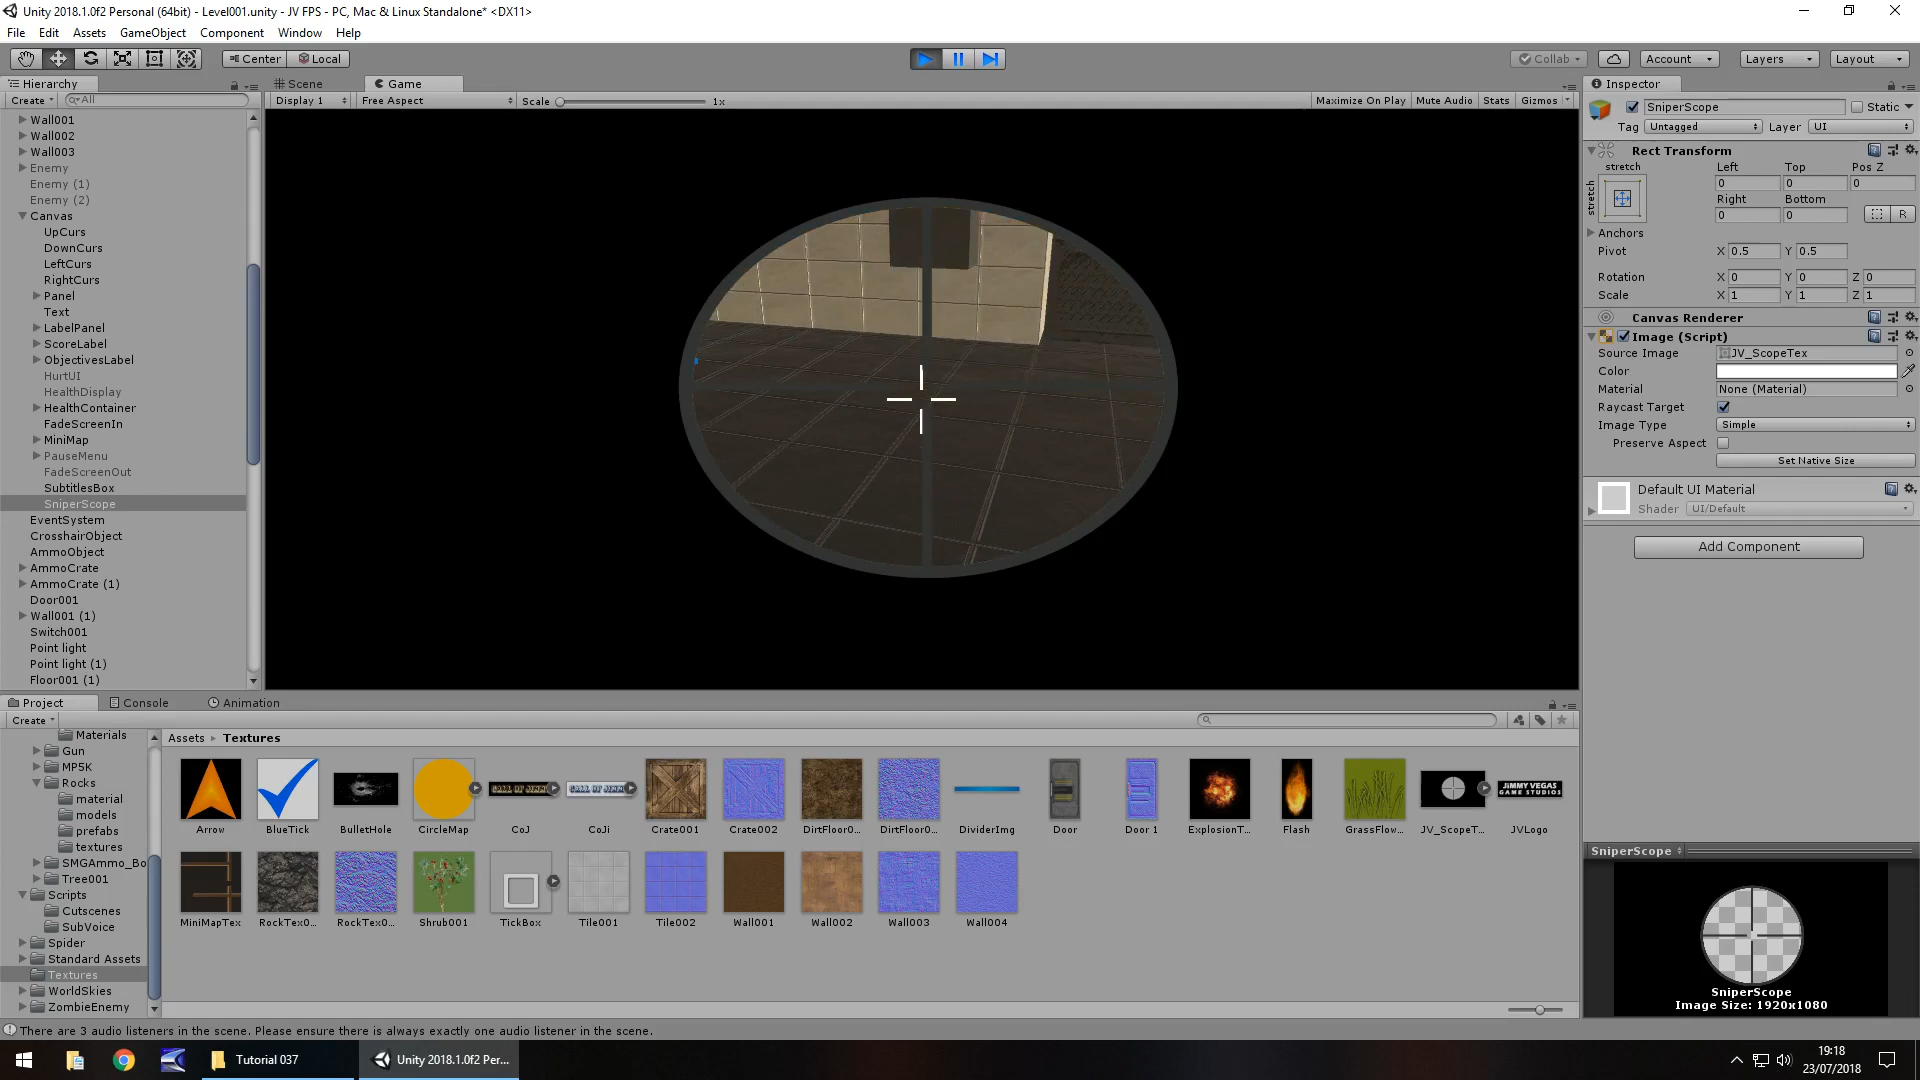 Unity 2018.1.0f2 Personal (64bit) - Level001.unity - JV FPS - PC, Mac & Linux Standalone* <DX11>
File Edit Assets GameObject Component Window Help
Center Local Collab Account Layers Layout
Hierarchy Scene Game Inspector
Create All Display 1 Free Aspect Scale 1x Maximize On Play Mute Audio Stats Gizmos
SniperScope Static
Tag Untagged Layer UI
Rect Transform
stretch Left Top Pos Z
stretch 0 0 0
Right Bottom
0 0 R
Anchors
Pivot X 0.5 Y 0.5
Rotation X 0 Y 0 Z 0
Scale X 1 Y 1 Z 1
Canvas Renderer
Image (Script)
Source Image JV_ScopeTex
Color
Material None (Material)
Raycast Target
Image Type Simple
Preserve Aspect
Set Native Size
Default UI Material
Shader UI/Default
Add Component
Wall001
Wall002
Wall003
Enemy
Enemy (1)
Enemy (2)
Canvas
UpCurs
DownCurs
LeftCurs
RightCurs
Panel
Text
LabelPanel
ScoreLabel
ObjectivesLabel
HurtUI
HealthDisplay
HealthContainer
FadeScreenIn
MiniMap
PauseMenu
FadeScreenOut
SubtitlesBox
SniperScope
EventSystem
CrosshairObject
AmmoObject
AmmoCrate
AmmoCrate (1)
Door001
Wall001 (1)
Switch001
Point light
Point light (1)
Floor001 (1)
Project Console Animation
Create
Materials
Gun
MP5K
Rocks
material
models
prefabs
textures
SMGAmmo_Bo
Tree001
Scripts
Cutscenes
SubVoice
Spider
Standard Assets
Textures
WorldSkies
ZombieEnemy
Assets Textures
CALL OF JIMMY CALL OF JIMMY JIMMY VEGAS
GAME STUDIOS
Arrow BlueTick BulletHole CircleMap CoJ CoJi Crate001 Crate002 DirtFloor0... DirtFloor0... DividerImg Door Door 1 ExplosionT... Flash GrassFlow... JV_ScopeT... JVLogo
MiniMapTex RockTex0... RockTex0... Shrub001 TickBox Tile001 Tile002 Wall001 Wall002 Wall003 Wall004
SniperScope
SniperScope
Image Size: 1920x1080
There are 3 audio listeners in the scene. Please ensure there is always exactly one audio listener in the scene.
Tutorial 037 Unity 2018.1.0f2 Per...
19:18
23/07/2018